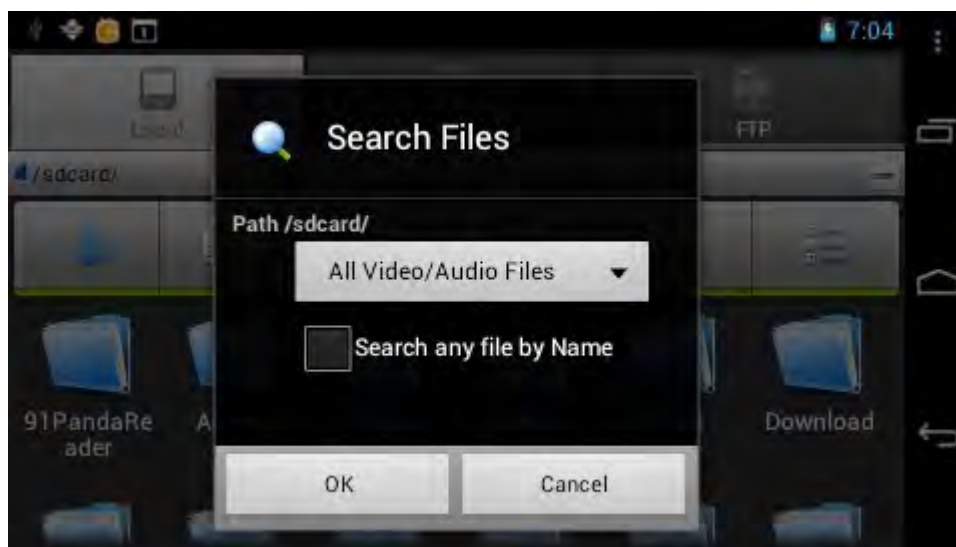 7:04
Local
FTP
/sdcard/
Search Files
Path /sdcard/
All Video/Audio Files
Search any file by Name
OK
Cancel
91PandaRe
ader
A
Download